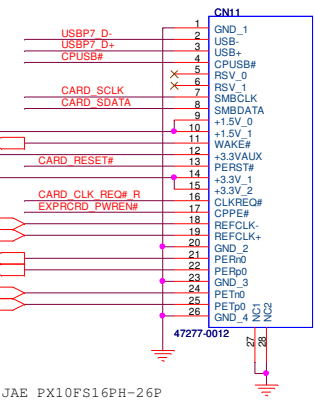 CN11
1 GND_1
USBP7_D- 2 USB-
USBP7_D+ 3 USB+
CPUSB# 4 CPUSB#
5 RSV_0
6 RSV_1
CARD_SCLK 7 SMBCLK
CARD_SDATA 8 SMBDATA
9 +1.5V_0
10 +1.5V_1
11 WAKE#
12 +3.3VAUX
CARD_RESET# 13 PERST#
14 +3.3V_1
15 +3.3V_2
CARD_CLK_REQ#_R 16 CLKREQ#
EXPRCRD_PWREN# 17 CPPE#
18 REFCLK-
19 REFCLK+
20 GND_2
21 PERn0
22 PERp0
23 GND_3
24 PETn0
25 PETp0
26 GND_4
NC1
NC2
47277-0012
27
28
JAE PX10FS16PH-26P